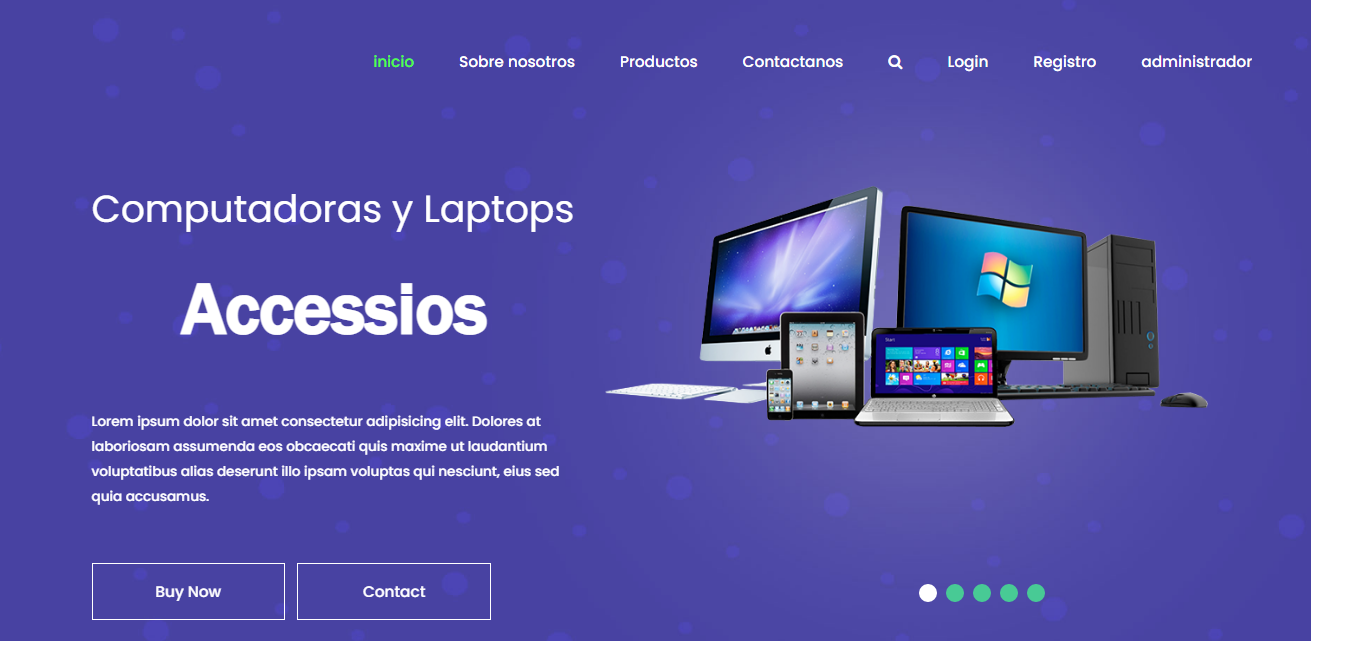 inicio Sobre nosotros Productos Contactanos Login Registro administrador
Computadoras y Laptops
Accessios
Lorem ipsum dolor sit amet consectetur adipisicing elit. Dolores at
laboriosam assumenda eos obcaecati quis maxime ut laudantium
voluptatibus alias deserunt illo ipsam voluptas qui nesciunt, eius sed
quia accusamus.
Buy Now Contact
Start